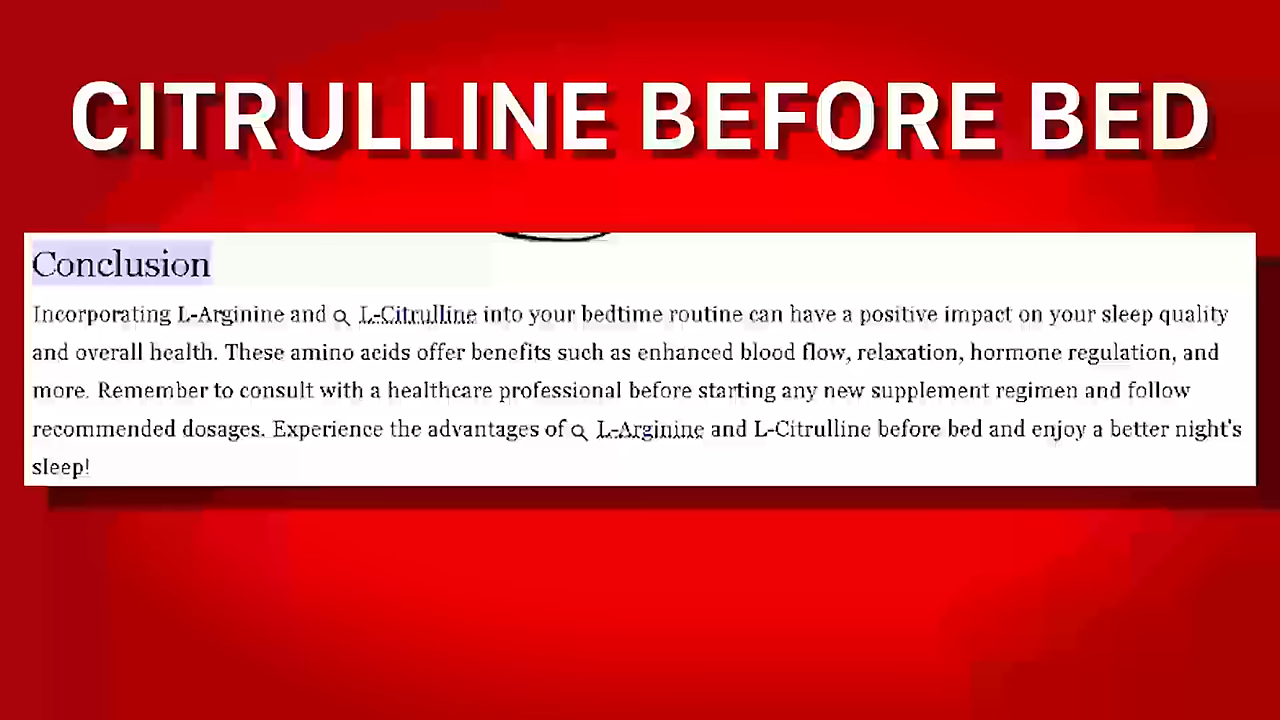 CITRULLINE BEFORE BED
Conclusion
Incorporating L-Arginine and L-Citrulline into your bedtime routine can have a positive impact on your sleep quality
and overall health. These amino acids offer benefits such as enhanced blood flow, relaxation, hormone regulation, and
more. Remember to consult with a healthcare professional before starting any new supplement regimen and follow
recommended dosages. Experience the advantages of L-Arginine and L-Citrulline before bed and enjoy a better night's
sleep!